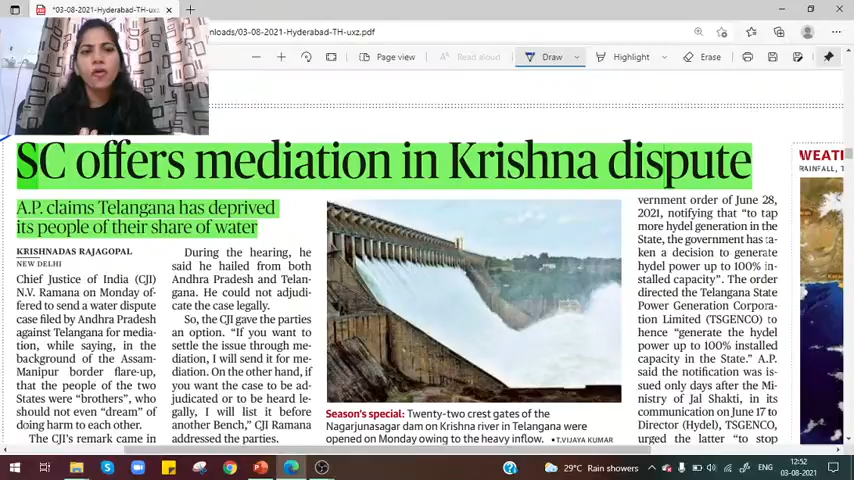 *03-08-2021-Hyderabad-TH-uxz.pdf
nloads/03-08-2021-Hyderabad-TH-uxz.pdf
Page view
Read aloud
Draw
Highlight
Erase
SC offers mediation in Krishna dispute
A.P. claims Telangana has deprived
its people of their share of water
KRISHNADAS RAJAGOPAL
NEW DELHI
Chief Justice of India (CJI)
N.V. Ramana on Monday of-
fered to send a water dispute
case filed by Andhra Pradesh
against Telangana for media-
tion, while saying, in the
background of the Assam-
Manipur border flare-up,
that the people of the two
States were “brothers”, who
should not even “dream” of
doing harm to each other.
The CJI’s remark came in
During the hearing, he
said he hailed from both
Andhra Pradesh and Telan-
gana. He could not adjudi-
cate the case legally.
So, the CJI gave the parties
an option. “If you want to
settle the issue through me-
diation, I will send it for me-
diation. On the other hand, if
you want the case to be ad-
judicated or to be heard le-
gally, I will list it before
another Bench,” CJI Ramana
addressed the parties.
Season’s special: Twenty-two crest gates of the
Nagarjunasagar dam on Krishna river in Telangana were
opened on Monday owing to the heavy inflow. T.VIJAYA KUMAR
vernment order of June 28,
2021, notifying that “to tap
more hydel generation in the
State, the government has ta-
ken a decision to generate
hydel power up to 100% in-
stalled capacity”. The order
directed the Telangana State
Power Generation Corpora-
tion Limited (TSGENCO) to
hence “generate the hydel
power up to 100% installed
capacity in the State.” A.P.
said the notification was is-
sued only days after the Mi-
nistry of Jal Shakti, in its
communication on June 17 to
Director (Hydel), TSGENCO,
urged the latter “to stop
WEATI
RAINFALL, T
29°C Rain showers
ENG
12:52
03-08-2021